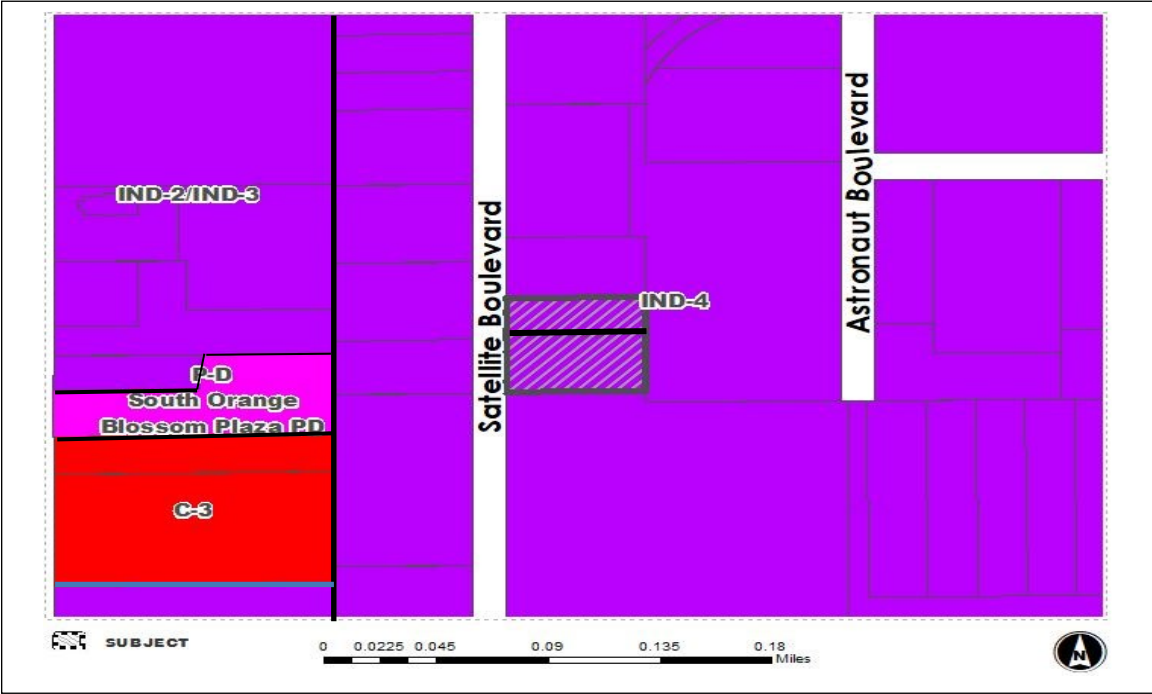 IND-2/IND-3
Satellite Boulevard
IND-4
Astronaut Boulevard
P-D
South Orange
Blossom Plaza PD
C-3
SUBJECT
0 0.0225 0.045 0.09 0.135 0.18
Miles
N